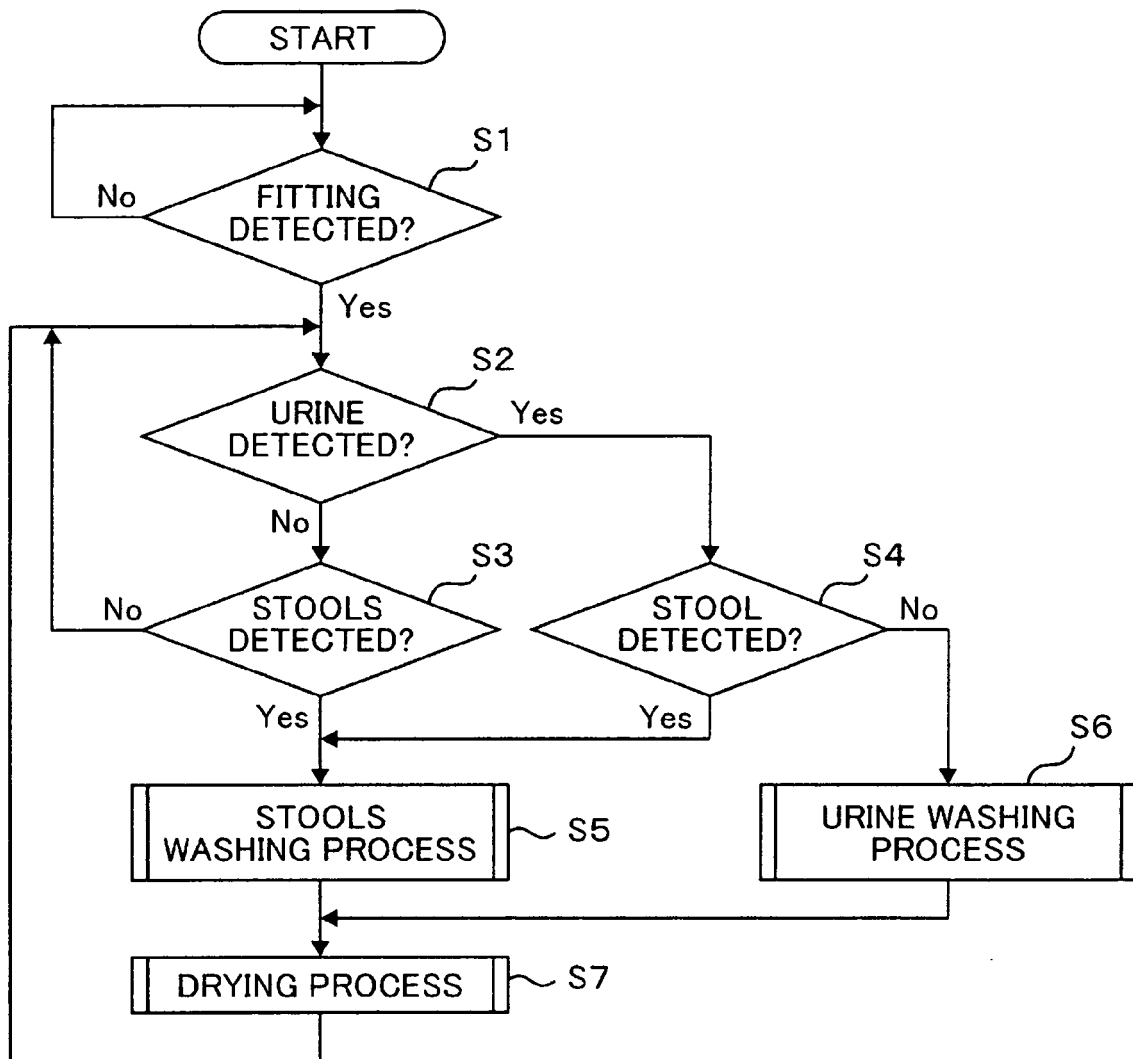 START
S1
No
FITTING
DETECTED?
Yes
S2
URINE
DETECTED?
Yes
No
S3
S4
No
STOOLS
DETECTED?
STOOL
DETECTED?
No
Yes
Yes
S6
STOOLS
WASHING PROCESS
S5
URINE WASHING
PROCESS
DRYING PROCESS
S7